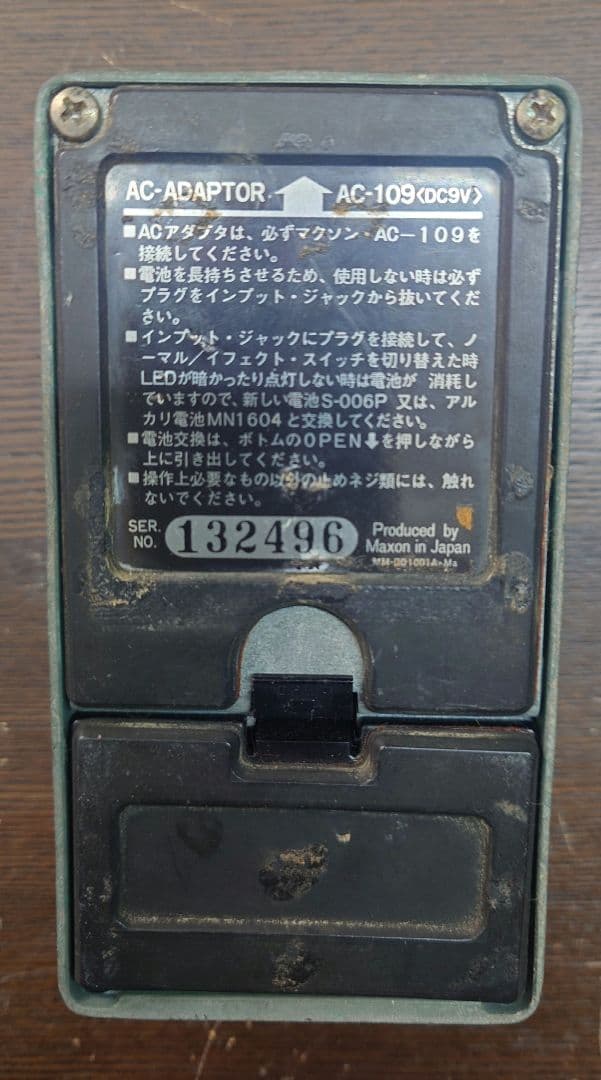 AC-ADAPTOR AC-109<DC9V>
■ACアダプタは、必ずマクソン・AC-109を
接続してください。
■電池を長持ちさせるため、使用しない時は必ず
プラグをインプット・ジャックから抜いてくだ
さい。
■インプット・ジャックにプラグを接続して、ノ
ーマル/イフェクト・スイッチを切り替えた時
LEDが暗かったり点灯しない時は電池が 消耗し
ていますので、新しい電池S-006P 又は、アル
カリ電池MN1604と交換してください。
■電池交換は、ボトムのOPEN⬇を押しながら
上に引き出してください。
■操作上必要なもの以外の止めネジ類には、触れ
ないでください。
SER. NO. 132496
Produced by
Maxon in Japan